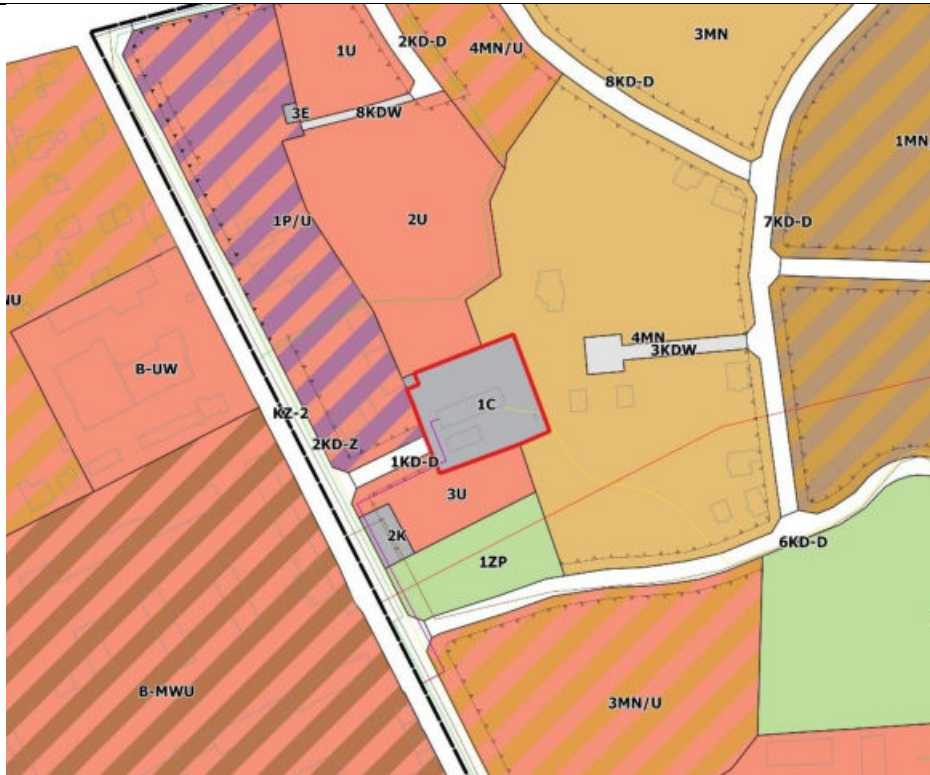 3MN
2KD-D
4MN/U
1U
8KD-D
3E
8KDW
1MN
1P/U
2U
7KD-D
4MN
3KDW
B-UW
1C
KZ-2
2KD-Z
1KD-D
3U
2K
1ZP
6KD-D
B-MWU
3MN/U